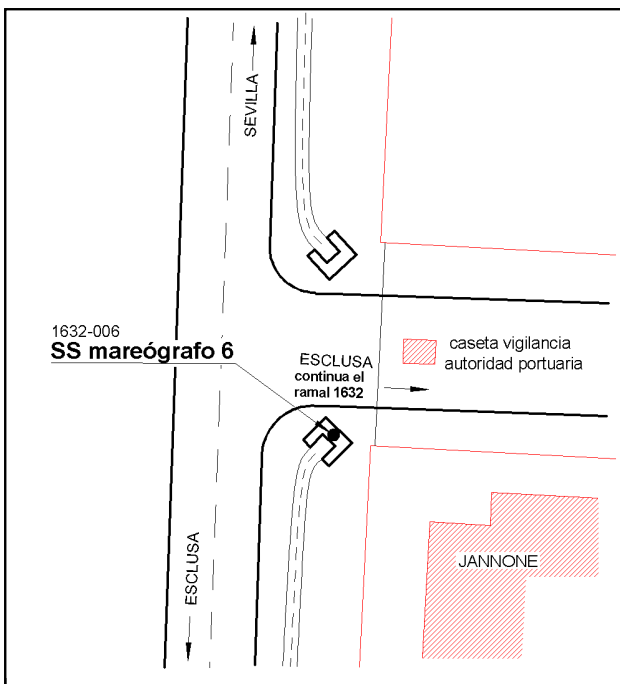 SEVILLA
1632-006
SS mareógrafo 6
ESCLUSA
continua el
ramal 1632
caseta vigilancia
autoridad portuaria
JANNONE
ESCLUSA